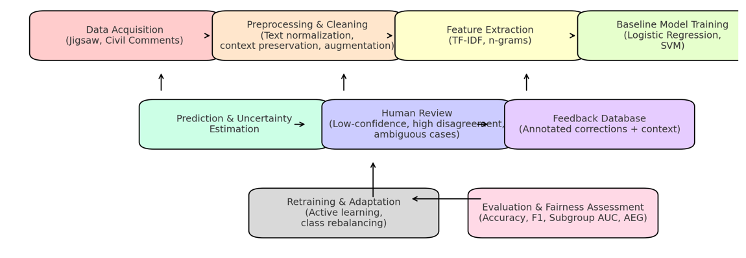 Data Acquisition
(Jigsaw, Civil Comments)
Preprocessing & Cleaning
(Text normalization,
context preservation, augmentation)
Feature Extraction
(TF-IDF, n-grams)
Baseline Model Training
(Logistic Regression,
SVM)
Prediction & Uncertainty
Estimation
Human Review
(Low-confidence, high disagreement,
ambiguous cases)
Feedback Database
(Annotated corrections + context)
Retraining & Adaptation
(Active learning,
class rebalancing)
Evaluation & Fairness Assessment
(Accuracy, F1, Subgroup AUC, AEG)